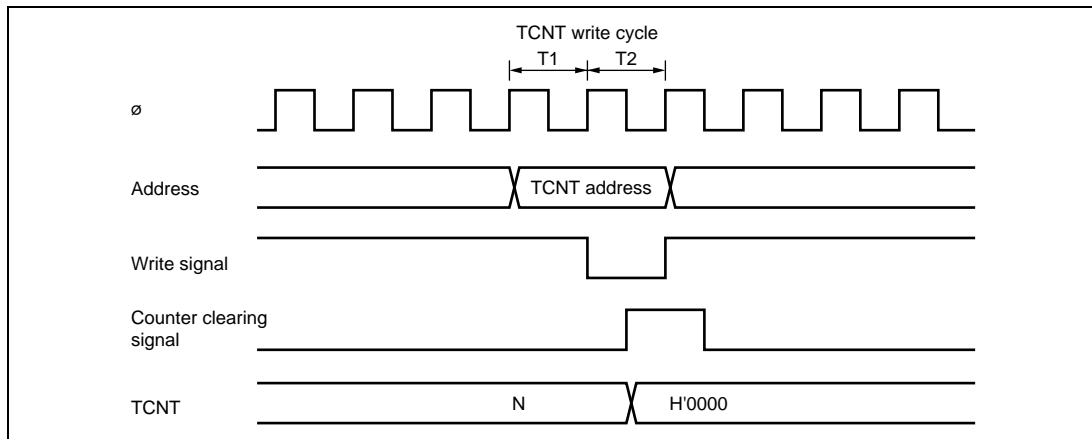 TCNT write cycle
T1 T2
ø
Address
TCNT address
Write signal
Counter clearing
signal
TCNT
N
H'0000